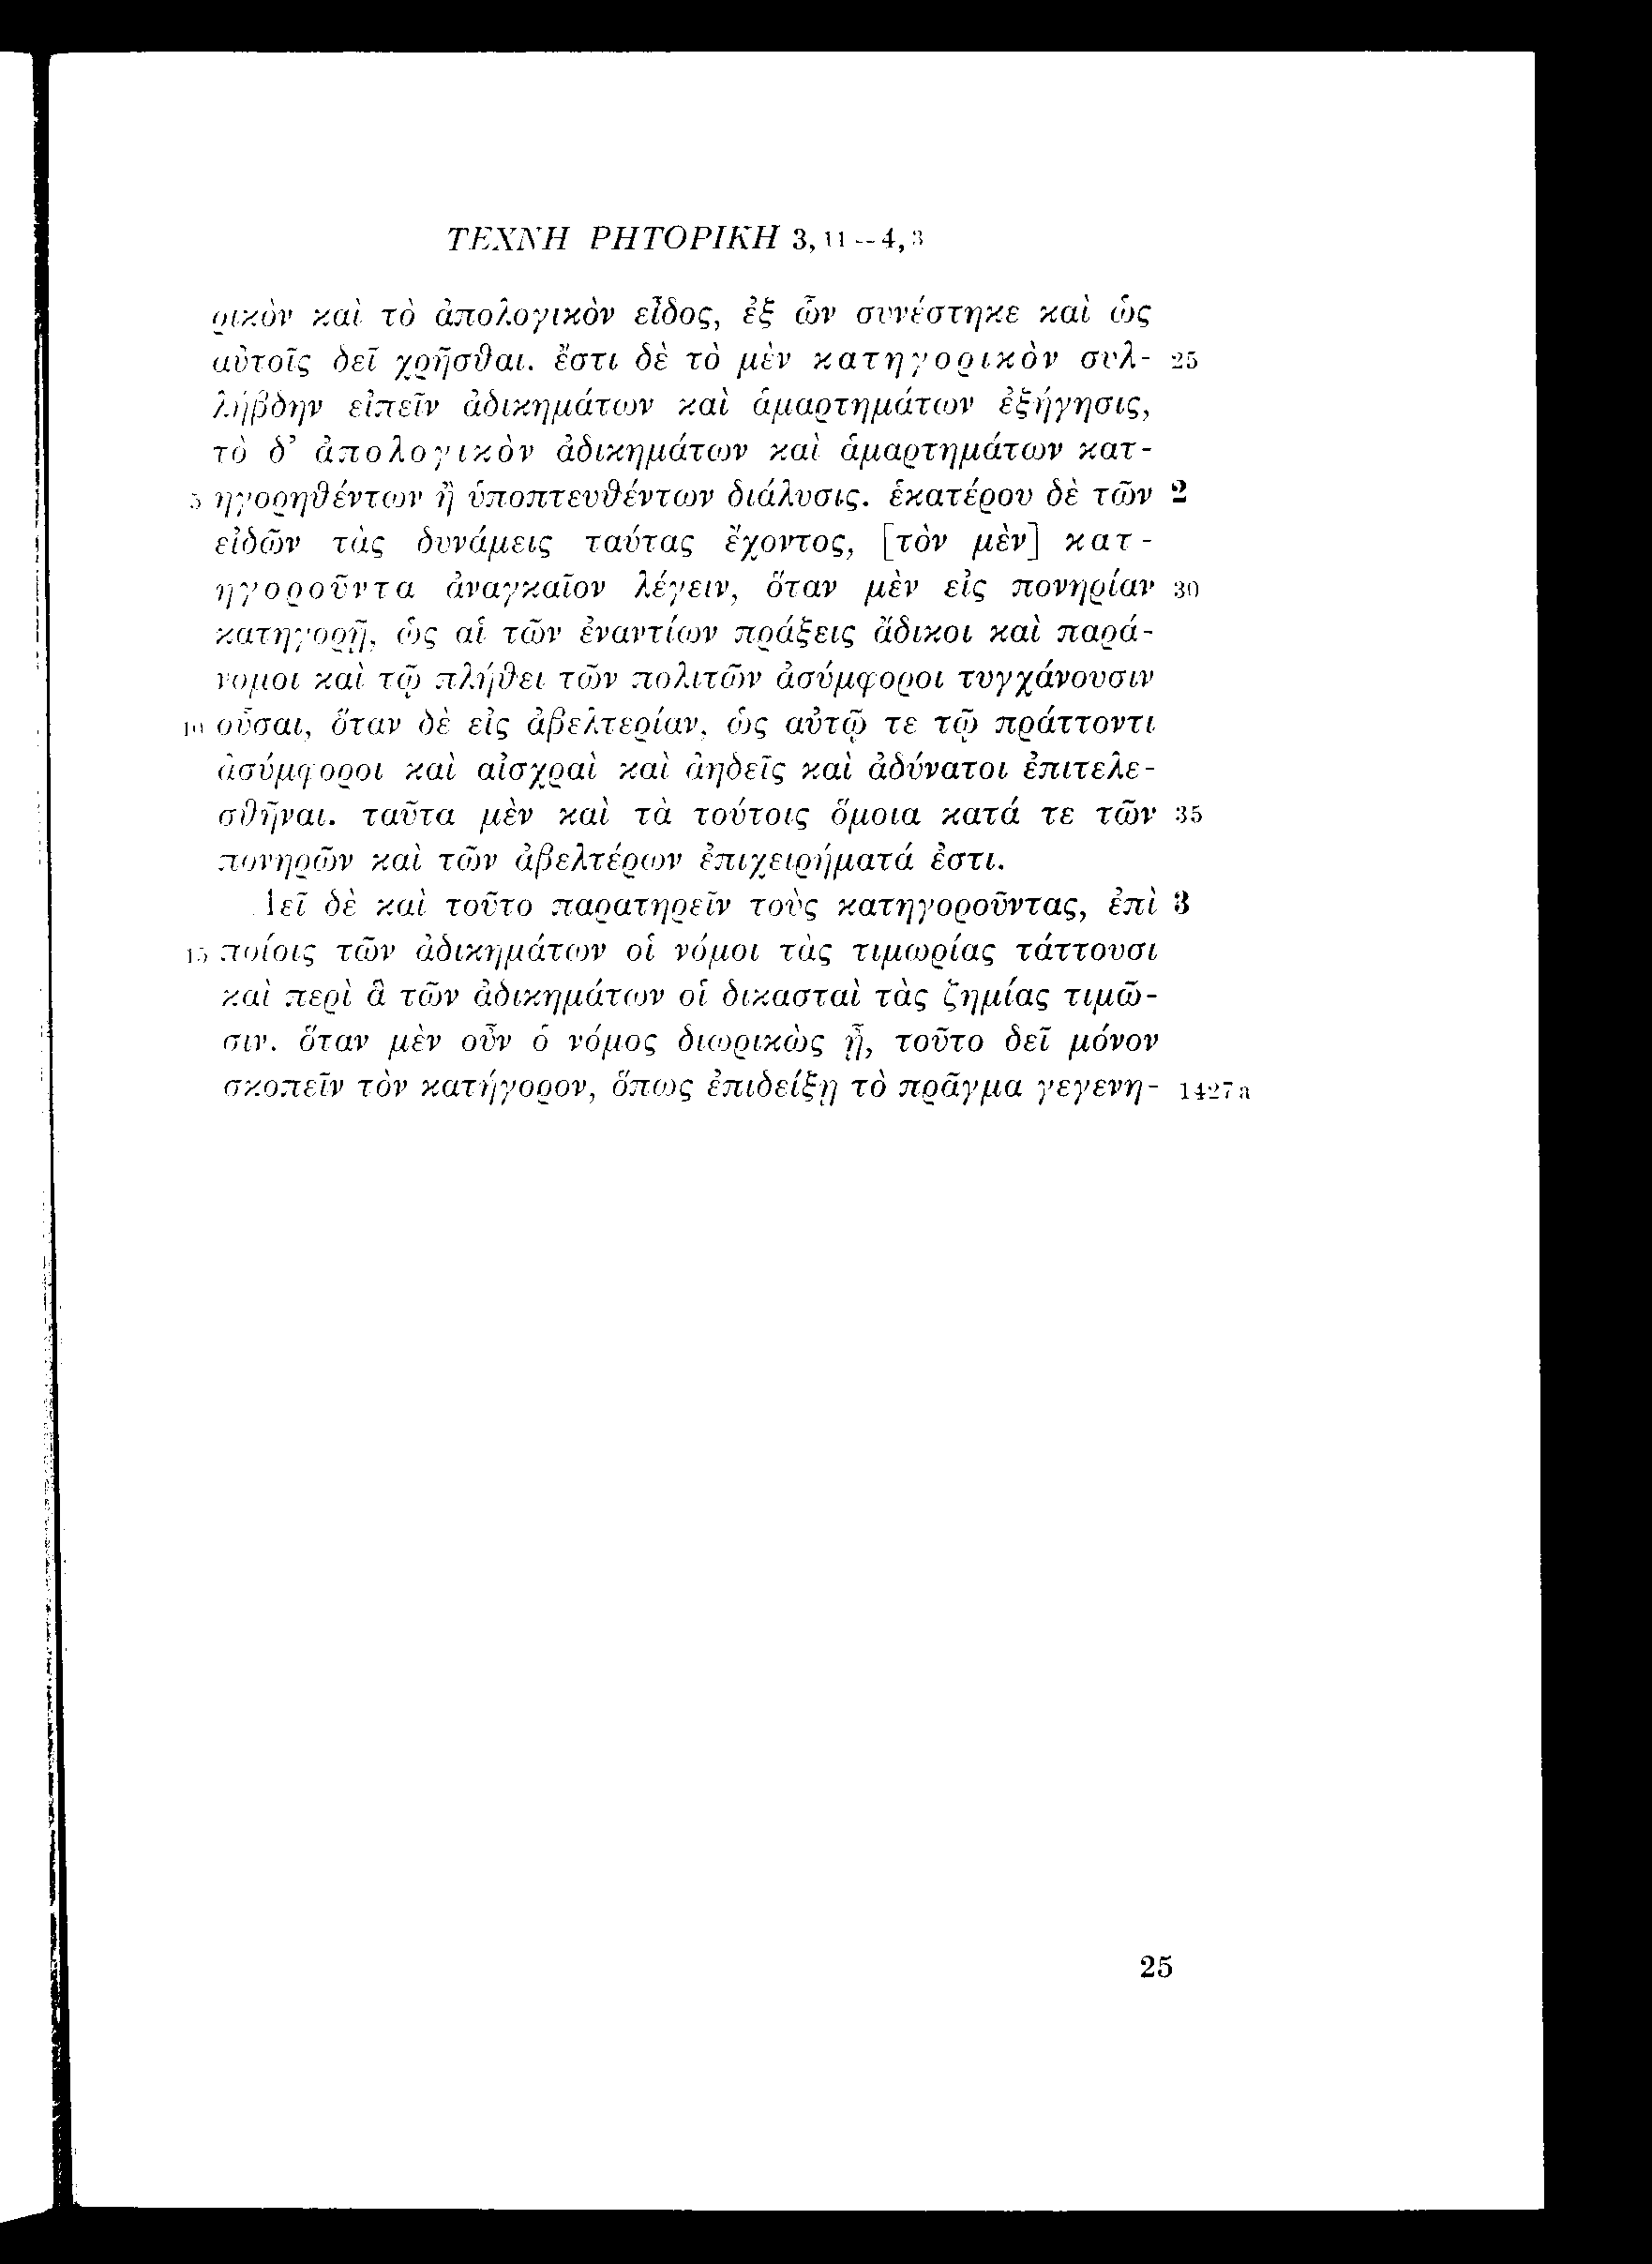 ΤΕΧΝΗ ΡΗΤΟΡΙΚΗ 3, 11 — 4, 3
ρικὸν καὶ τὸ ἀπολογικὸν εἶδος, ἐξ ὧν συνέστηκε καὶ ὡς
αὐτοῖς δεῖ χρῆσθαι. ἔστι δὲ τὸ μὲν κατηγορικὸν συλ- 25
λήβδην εἰπεῖν ἀδικημάτων καὶ ἁμαρτημάτων ἐξήγησις,
τὸ δ’ ἀπολογικὸν ἀδικημάτων καὶ ἁμαρτημάτων κατ-
5 ηγορηθέντων ἢ ὑποπτευθέντων διάλυσις. ἑκατέρου δὲ τῶν 2
εἰδῶν τὰς δυνάμεις ταύτας ἔχοντος, [τὸν μὲν] κατ-
ηγοροῦντα ἀναγκαῖον λέγειν, ὅταν μὲν εἰς πονηρίαν 30
κατηγορῇ, ὡς αἱ τῶν ἐναντίων πράξεις ἄδικοι καὶ παρά-
νομοι καὶ τῷ πλήθει τῶν πολιτῶν ἀσύμφοροι τυγχάνουσιν
10 οὖσαι, ὅταν δὲ εἰς ἀβελτερίαν, ὡς αὐτῷ τε τῷ πράττοντι
ἀσύμφοροι καὶ αἰσχραὶ καὶ ἀηδεῖς καὶ ἀδύνατοι ἐπιτελε-
σθῆναι. ταῦτα μὲν καὶ τὰ τούτοις ὅμοια κατά τε τῶν 35
πονηρῶν καὶ τῶν ἀβελτέρων ἐπιχειρήματά ἐστι.
Δεῖ δὲ καὶ τοῦτο παρατηρεῖν τοὺς κατηγοροῦντας, ἐπὶ 3
15 ποίοις τῶν ἀδικημάτων οἱ νόμοι τὰς τιμωρίας τάττουσι
καὶ περὶ ἃ τῶν ἀδικημάτων οἱ δικασταὶ τὰς ζημίας τιμῶ-
σιν. ὅταν μὲν οὖν ὁ νόμος διωρικὼς ᾖ, τοῦτο δεῖ μόνον
σκοπεῖν τὸν κατήγορον, ὅπως ἐπιδείξῃ τὸ πρᾶγμα γεγενη- 1427a
25